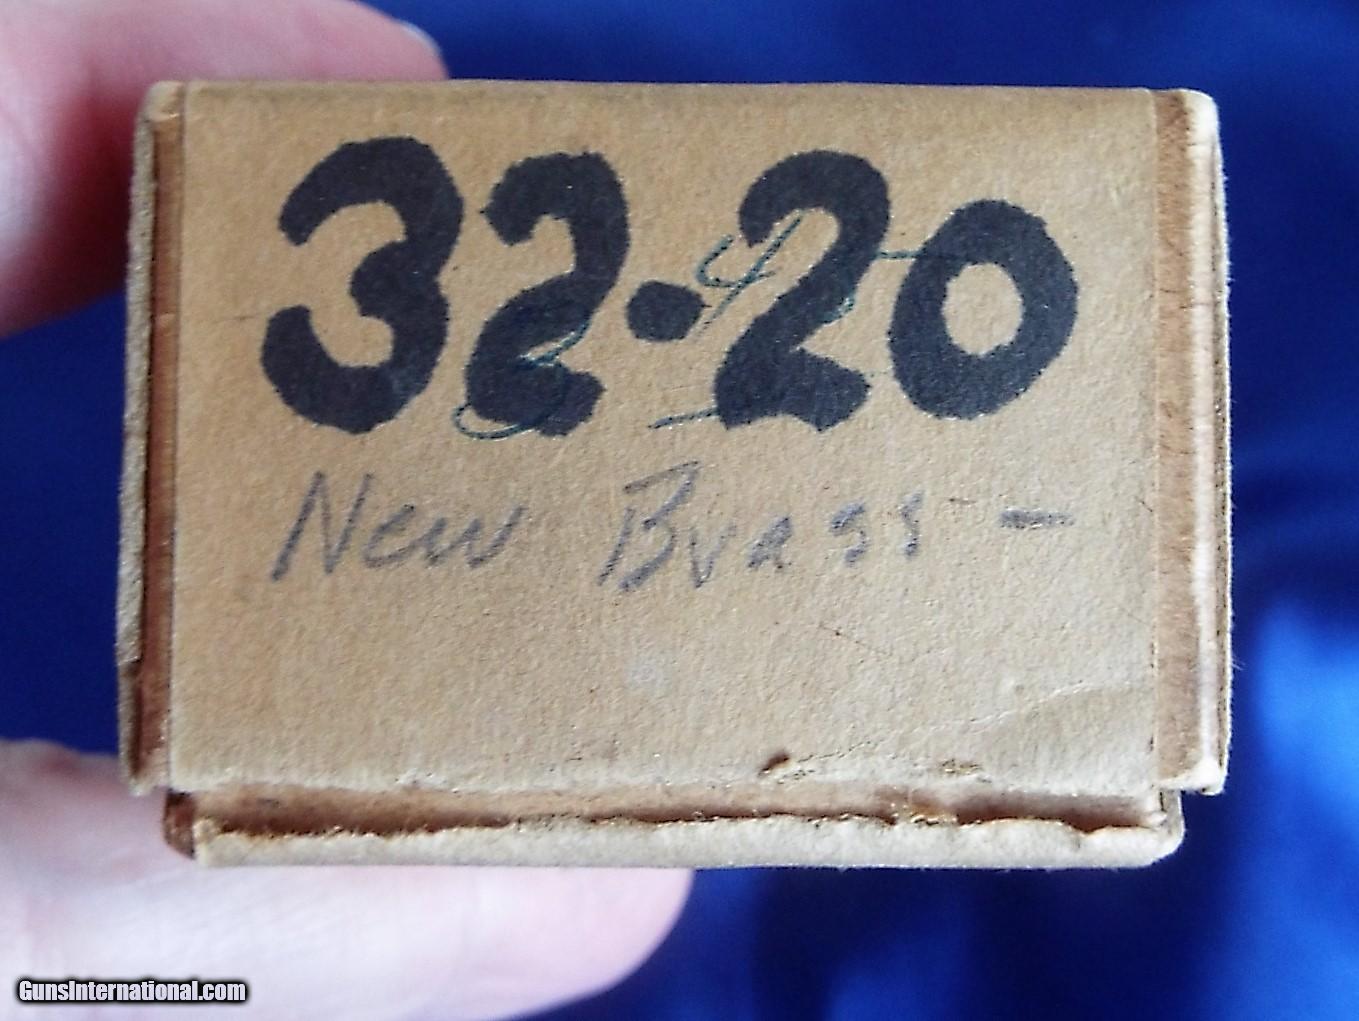 32-20
New Brass -
GunsInternational.com